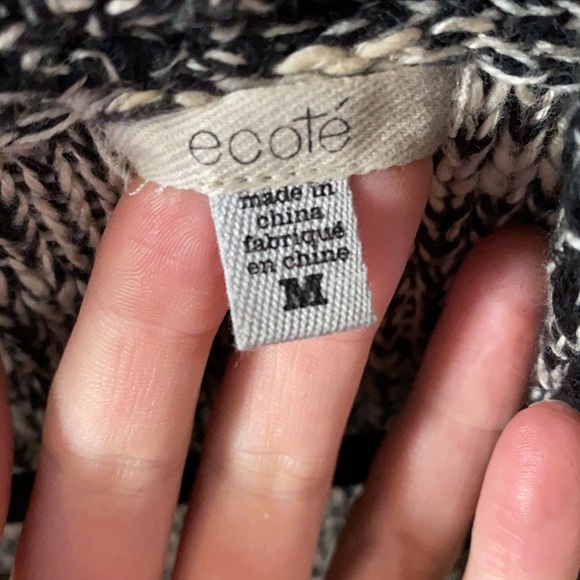 ecoté
made in
china
fabriqué
en chine
M